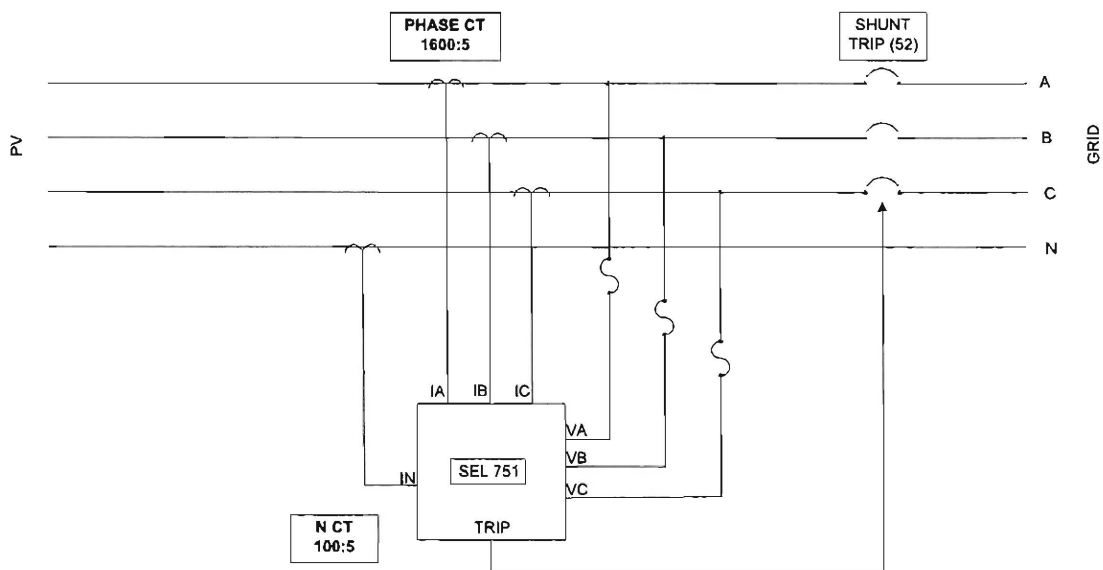 PHASE CT
1600:5
SHUNT
TRIP (52)
A
PV
B
GRID
C
N
IA
IB
IC
VA
VB
SEL 751
IN
VC
N CT
100:5
TRIP